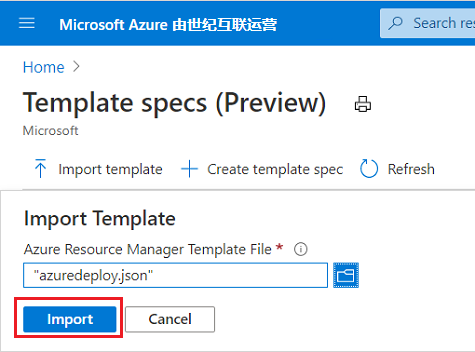 Microsoft Azure 由世纪互联运营
Search res
Home
Template specs (Preview)
Microsoft
Import template
Create template spec
Refresh
Import Template
Azure Resource Manager Template File *
"azuredeploy.json"
Import
Cancel